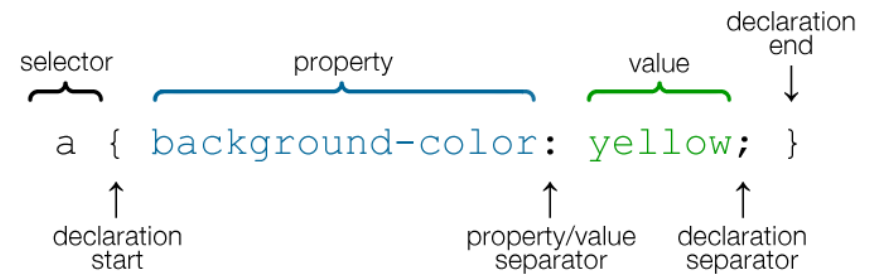 declaration
end
selector
property
value
a { background-color: yellow; }
declaration
start
property/value
separator
declaration
separator